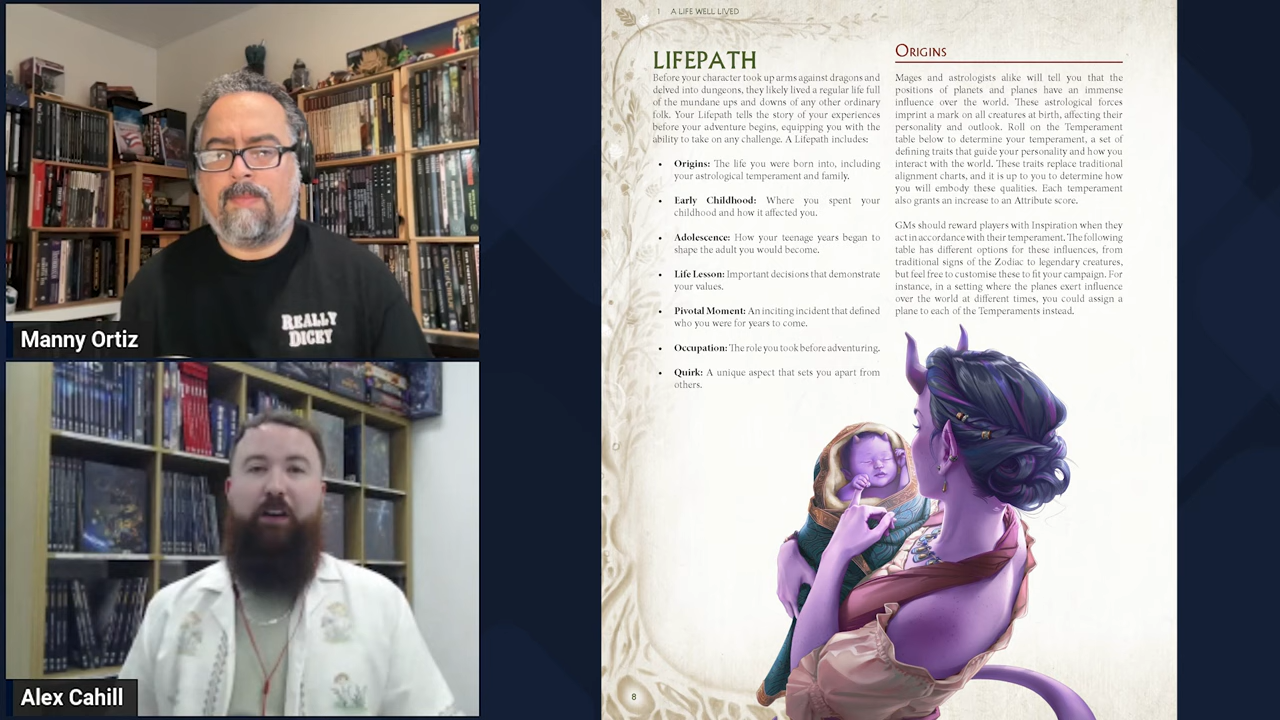 REALLY
DICEY
Manny Ortiz
Alex Cahill
1 A LIFE WELL LIVED
LIFEPATH
Before your character took up arms against dragons and
delved into dungeons, they likely lived a regular life full
of the mundane ups and downs of any other ordinary
folk. Your Lifepath tells the story of your experiences
before your adventure begins, equipping you with the
ability to take on any challenge. A Lifepath includes:
• Origins: The life you were born into, including
your astrological temperament and family.
• Early Childhood: Where you spent your
childhood and how it affected you.
• Adolescence: How your teenage years began to
shape the adult you would become.
• Life Lesson: Important decisions that demonstrate
your values.
• Pivotal Moment: An inciting incident that defined
who you were for years to come.
• Occupation: The role you took before adventuring.
• Quirk: A unique aspect that sets you apart from
others.
ORIGINS
Mages and astrologists alike will tell you that the
positions of planets and planes have an immense
influence over the world. These astrological forces
imprint a mark on all creatures at birth, affecting their
personality and outlook. Roll on the Temperament
table below to determine your temperament, a set of
defining traits that guide your personality and how you
interact with the world. These traits replace traditional
alignment charts, and it is up to you to determine how
you will embody these qualities. Each temperament
also grants an increase to an Attribute score.
GMs should reward players with Inspiration when they
act in accordance with their temperament. The following
table has different options for these influences, from
traditional signs of the Zodiac to legendary creatures,
but feel free to customise these to fit your campaign. For
instance, in a setting where the planes exert influence
over the world at different times, you could assign a
plane to each of the Temperaments instead.
8